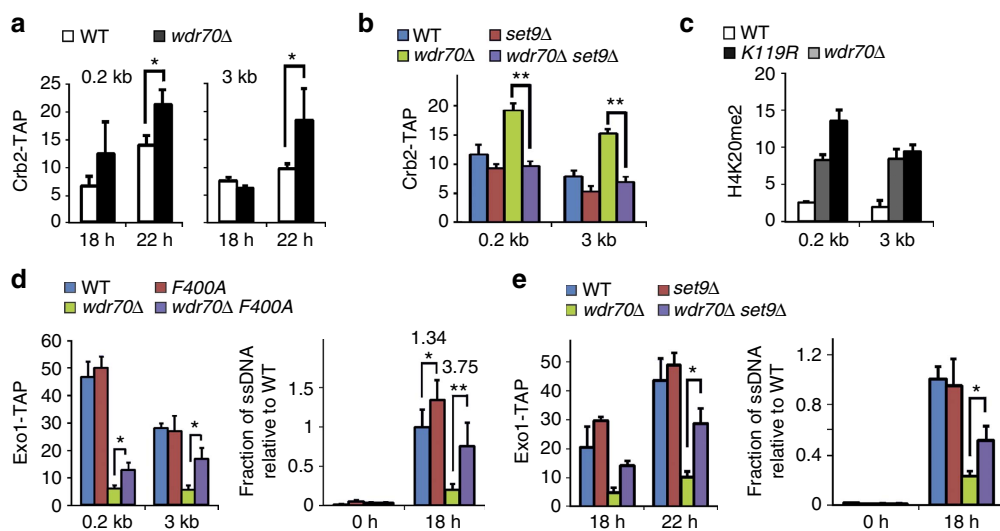 a
WT wdr70Δ
Crb2-TAP
25
20
15
10
5
0
0.2 kb
*
3 kb
*
18 h 22 h
18 h 22 h
b
WT set9Δ
wdr70Δ wdr70Δ set9Δ
Crb2-TAP
20
15
10
5
0
**
**
0.2 kb 3 kb
c
WT
K119R wdr70Δ
H4K20me2
20
15
10
5
0
0.2 kb 3 kb
d
WT F400A
wdr70Δ wdr70Δ F400A
Exo1-TAP
60
50
40
30
20
10
0
*
*
0.2 kb 3 kb
Fraction of ssDNA
relative to WT
1.5
1
0.5
0
1.34
*
3.75
**
0 h 18 h
e
WT set9Δ
wdr70Δ wdr70Δ set9Δ
Exo1-TAP
60
50
40
30
20
10
0
*
18 h 22 h
Fraction of ssDNA
relative to WT
1.2
0.8
0.4
0
*
0 h 18 h